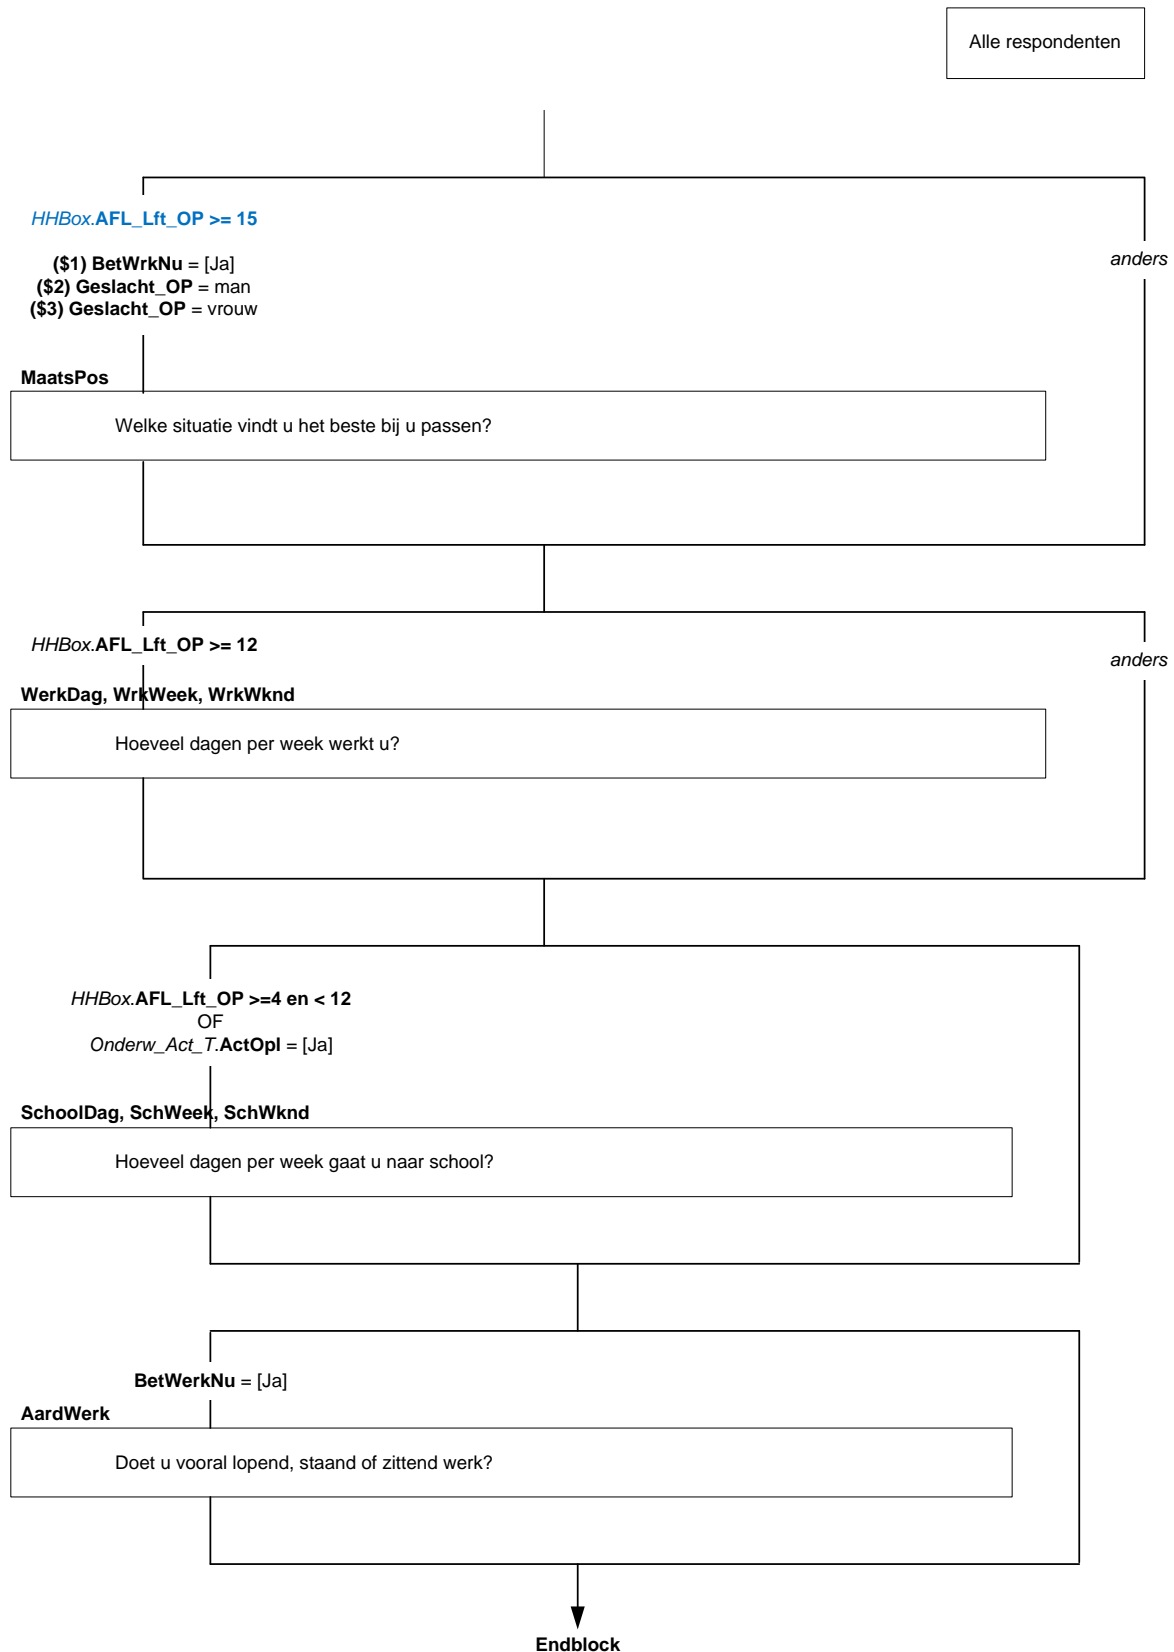 Alle respondenten
HHBox.AFL_Lft_OP >= 15
anders
($1) BetWrkNu = [Ja]
($2) Geslacht_OP = man
($3) Geslacht_OP = vrouw
MaatsPos
Welke situatie vindt u het beste bij u passen?
HHBox.AFL_Lft_OP >= 12
anders
WerkDag, WrkWeek, WrkWknd
Hoeveel dagen per week werkt u?
HHBox.AFL_Lft_OP >=4 en < 12
OF
Onderw_Act_T.ActOpl = [Ja]
SchoolDag, SchWeek, SchWknd
Hoeveel dagen per week gaat u naar school?
BetWerkNu = [Ja]
AardWerk
Doet u vooral lopend, staand of zittend werk?
Endblock